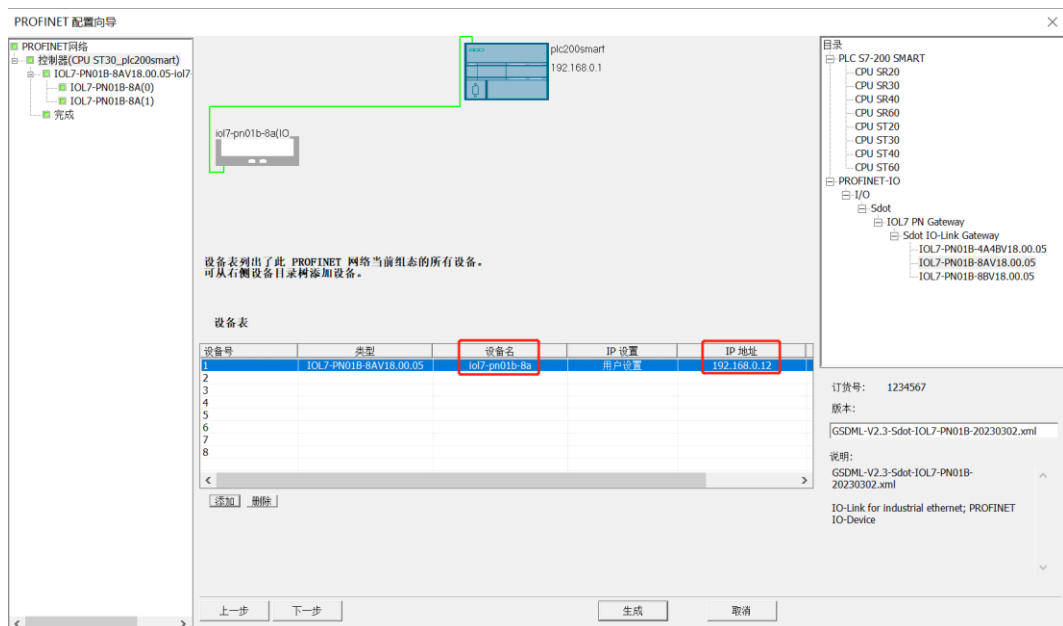 PROFINET 配置向导
PROFINET网络
控制器(CPU ST30_plc200smart)
IOL7-PN01B-8AV18.00.05-iol7-
IOL7-PN01B-8A(0)
IOL7-PN01B-8A(1)
完成
plc200smart
192.168.0.1
iol7-pn01b-8a(IO_
设备表列出了此 PROFINET 网络当前组态的所有设备。
可从右侧设备目录树添加设备。
设备表
设备号 类型 设备名 IP 设置 IP 地址
1 IOL7-PN01B-8AV18.00.05 iol7-pn01b-8a 用户设置 192.168.0.12
2
3
4
5
6
7
8
添加 删除
上一步 下一步 生成 取消
目录
PLC S7-200 SMART
CPU SR20
CPU SR30
CPU SR40
CPU SR60
CPU ST20
CPU ST30
CPU ST40
CPU ST60
PROFINET-IO
I/O
Sdot
IOL7 PN Gateway
Sdot IO-Link Gateway
IOL7-PN01B-4A4BV18.00.05
IOL7-PN01B-8AV18.00.05
IOL7-PN01B-8BV18.00.05
订货号: 1234567
版本:
GSDML-V2.3-Sdot-IOL7-PN01B-20230302.xml
说明:
GSDML-V2.3-Sdot-IOL7-PN01B-
20230302.xml
IO-Link for industrial ethernet; PROFINET
IO-Device